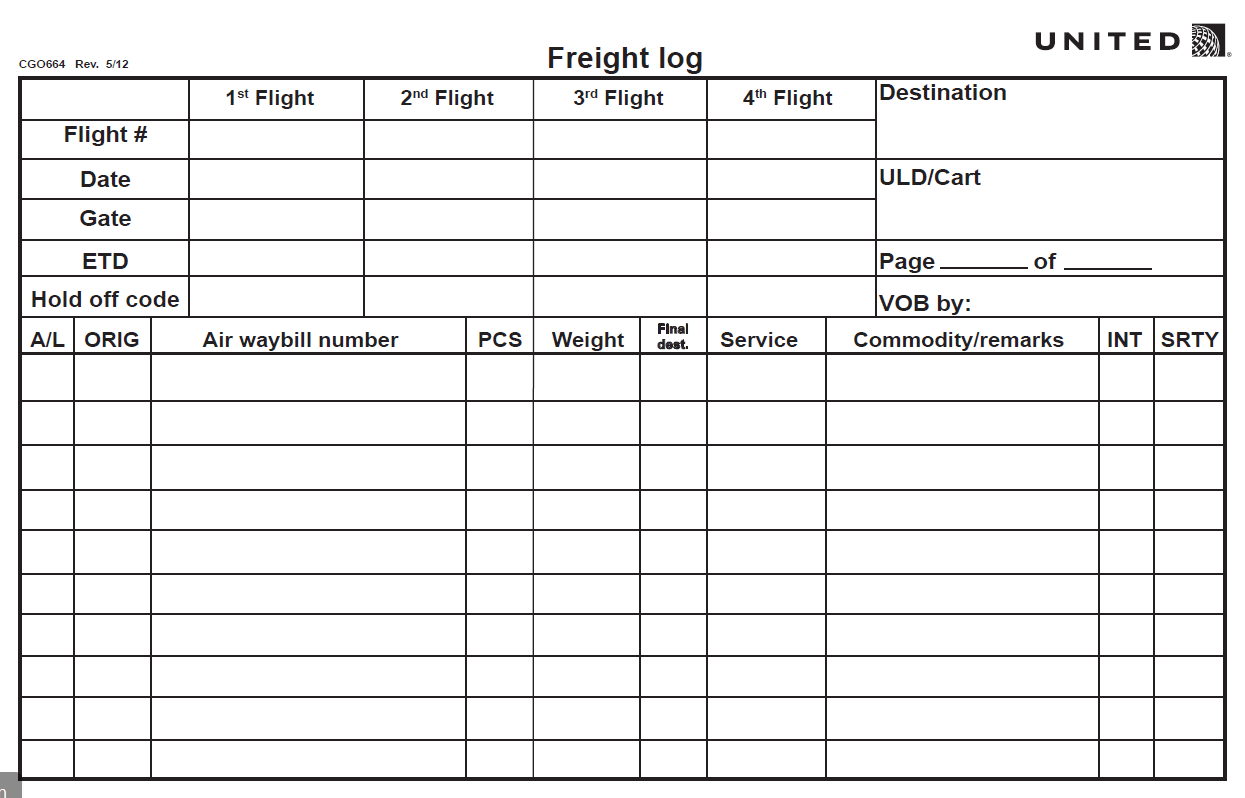 UNITED
CGO664 Rev. 5/12
Freight log
1st Flight 2nd Flight 3rd Flight 4th Flight Destination
Flight #
Date ULD/Cart
Gate
ETD Page ________ of ________
Hold off code VOB by:
A/L ORIG Air waybill number PCS Weight Final dest. Service Commodity/remarks INT SRTY